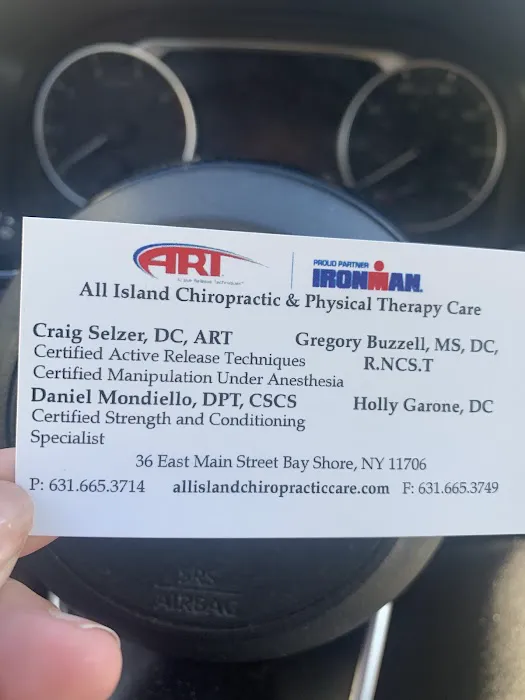 ART
Active Release Techniques
PROUD PARTNER
IRONMAN
All Island Chiropractic & Physical Therapy Care
Craig Selzer, DC, ART
Certified Active Release Techniques
Certified Manipulation Under Anesthesia
Gregory Buzzell, MS, DC,
R.NCS.T
Daniel Mondiello, DPT, CSCS
Certified Strength and Conditioning
Specialist
Holly Garone, DC
36 East Main Street Bay Shore, NY 11706
P: 631.665.3714 allislandchiropracticcare.com F: 631.665.3749
SRS
AIRBAG